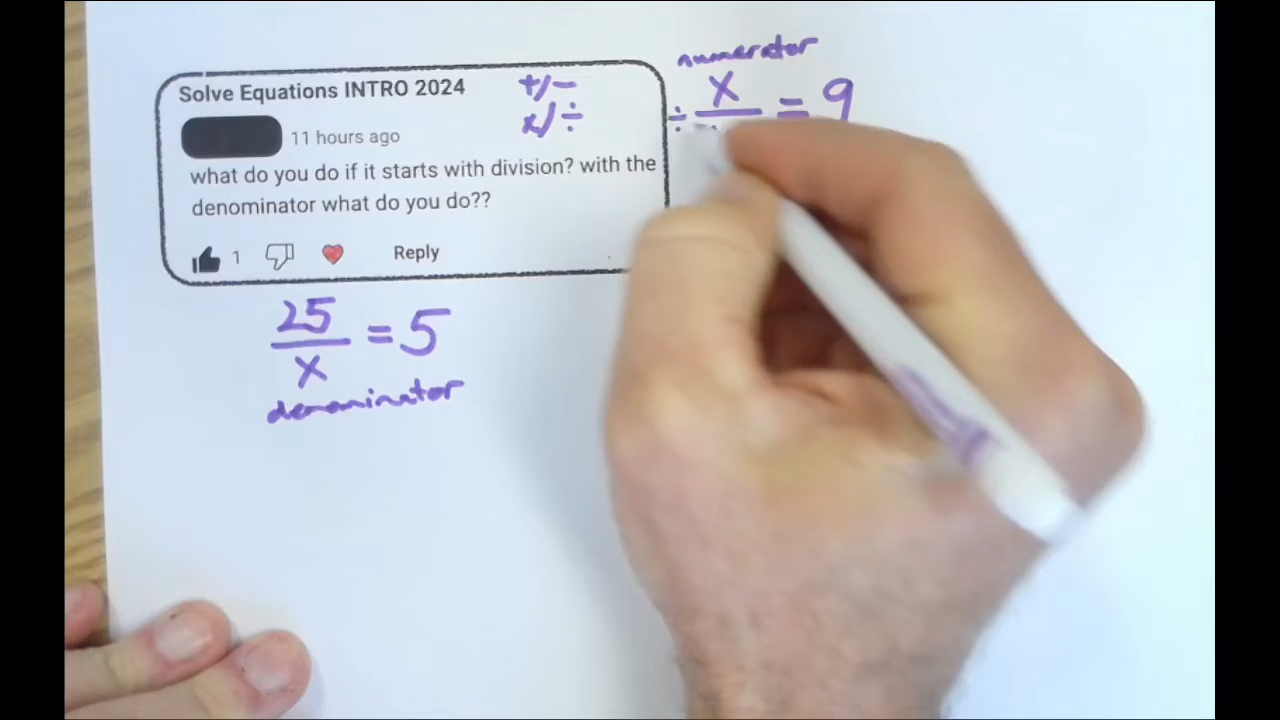 Solve Equations INTRO 2024
+/-
x/÷
11 hours ago
what do you do if it starts with division? with the
denominator what do you do??
1
Reply
numerator
÷ x = 9
25
x
= 5
denominator